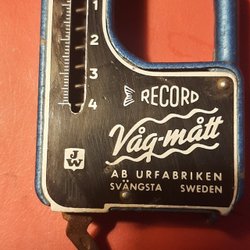 1
2
3
4
RECORD
Våg-mått
JW
AB URFABRIKEN
SVÄNGSTA SWEDEN